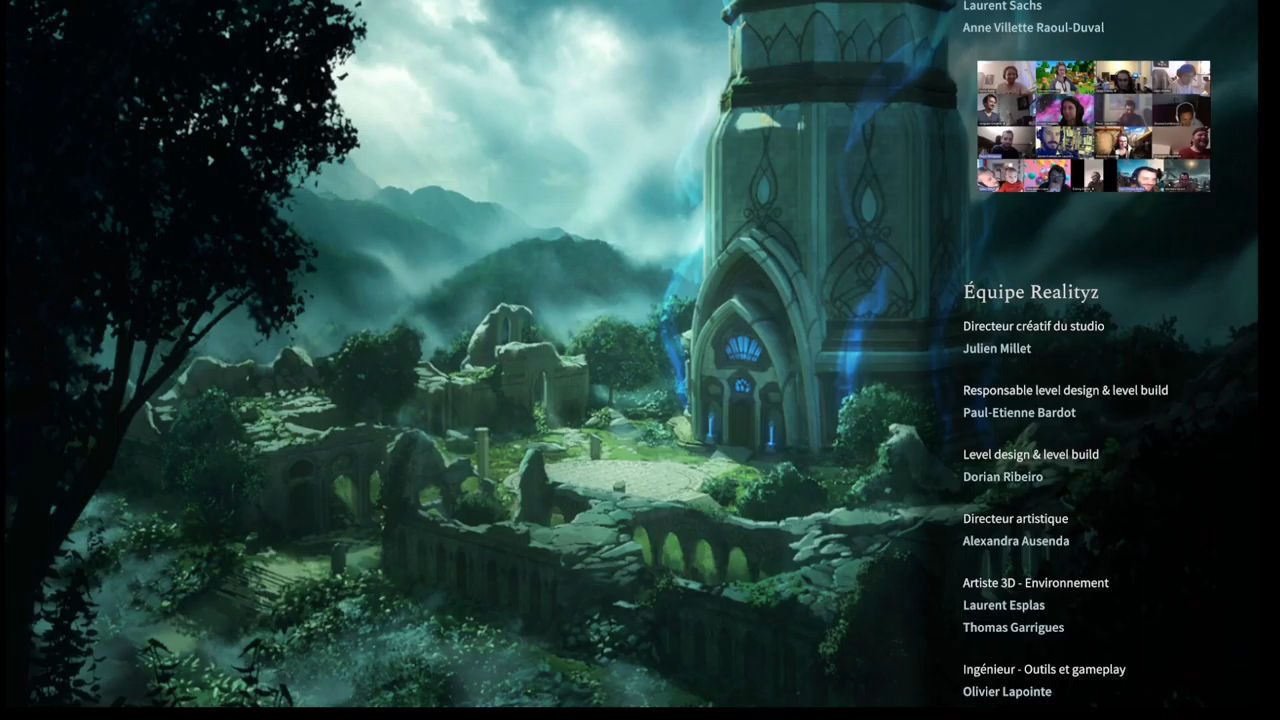 Laurent Sachs
Anne Villette Raoul-Duval
Équipe Realityz
Directeur créatif du studio
Julien Millet
Responsable level design & level build
Paul-Etienne Bardot
Level design & level build
Dorian Ribeiro
Directeur artistique
Alexandra Ausenda
Artiste 3D - Environnement
Laurent Esplas
Thomas Garrigues
Ingénieur - Outils et gameplay
Olivier Lapointe